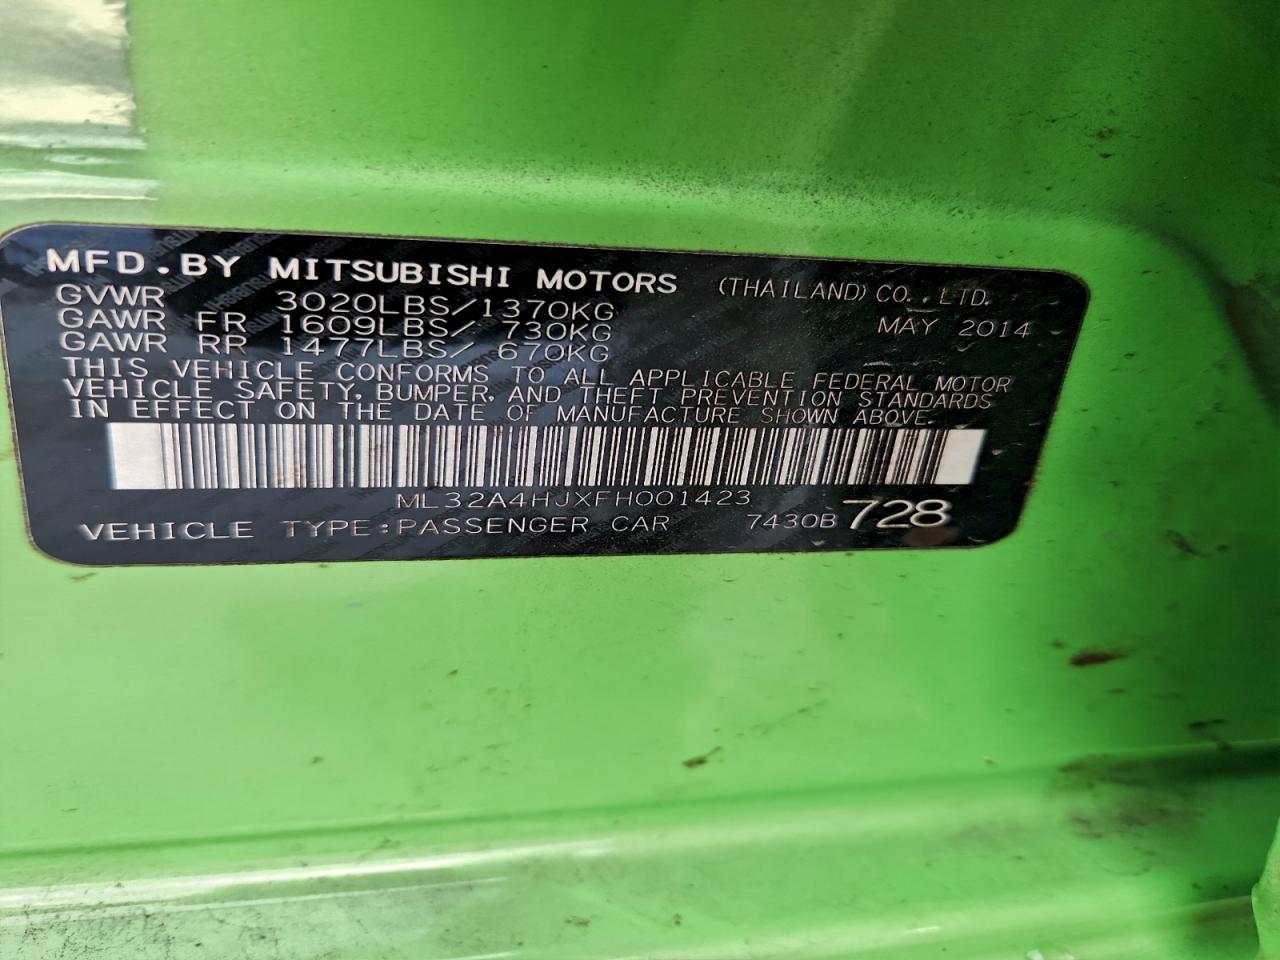 MFD.BY MITSUBISHI MOTORS (THAILAND) CO.,LTD.
GVWR 3020LBS/1370KG MAY 2014
GAWR FR 1609LBS/ 730KG
GAWR RR 1477LBS/ 670KG
THIS VEHICLE CONFORMS TO ALL APPLICABLE FEDERAL MOTOR
VEHICLE SAFETY, BUMPER, AND THEFT PREVENTION STANDARDS
IN EFFECT ON THE DATE OF MANUFACTURE SHOWN ABOVE.
ML32A4HJXFH001423
VEHICLE TYPE:PASSENGER CAR 7430B 728